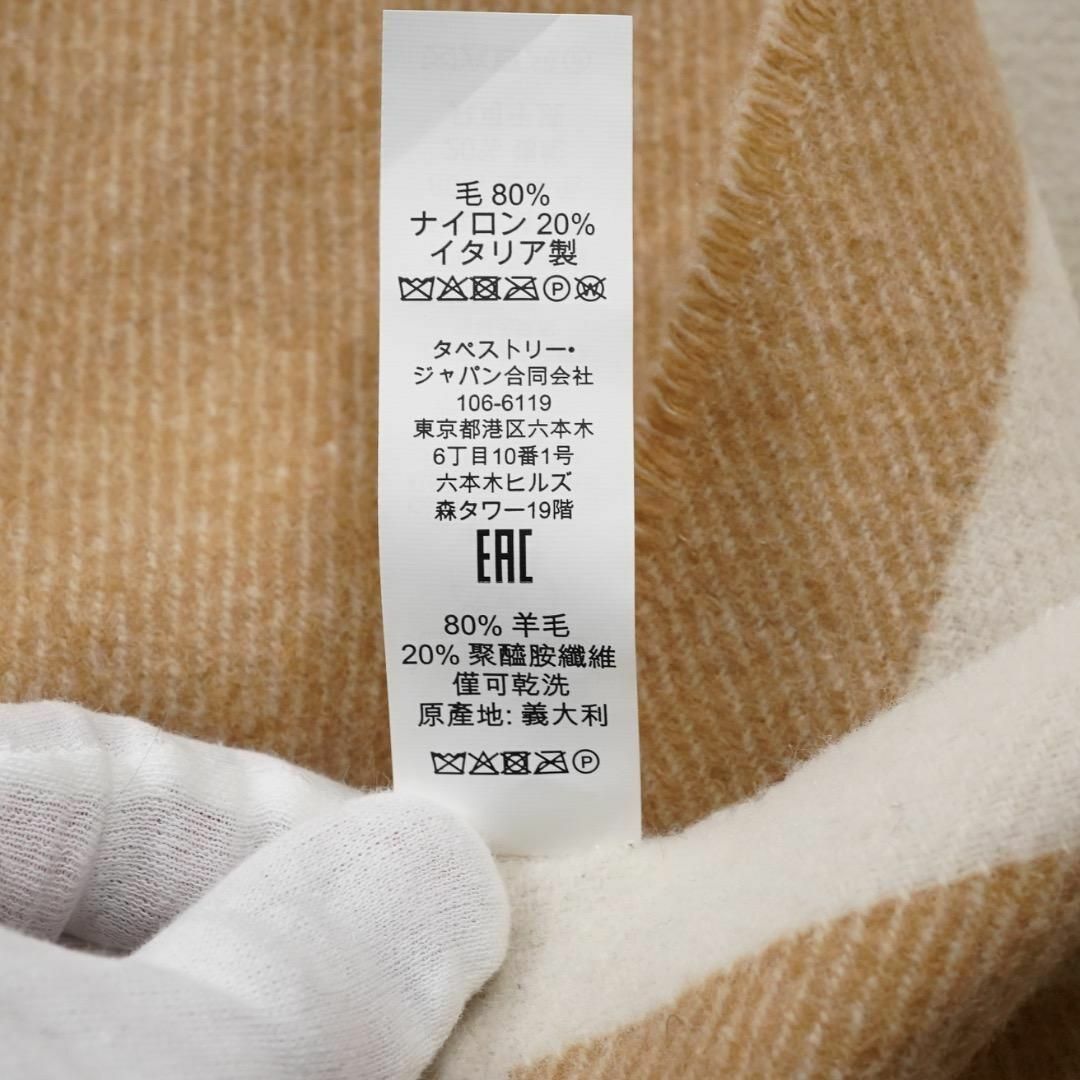 毛 80%
ナイロン 20%
イタリア製
P W
タペストリー•
ジャパン合同会社
106-6119
東京都港区六本木
6丁目10番1号
六本木ヒルズ
森タワー19階
EAC
80% 羊毛
20% 聚醯胺纖維
僅可乾洗
原產地: 義大利
P